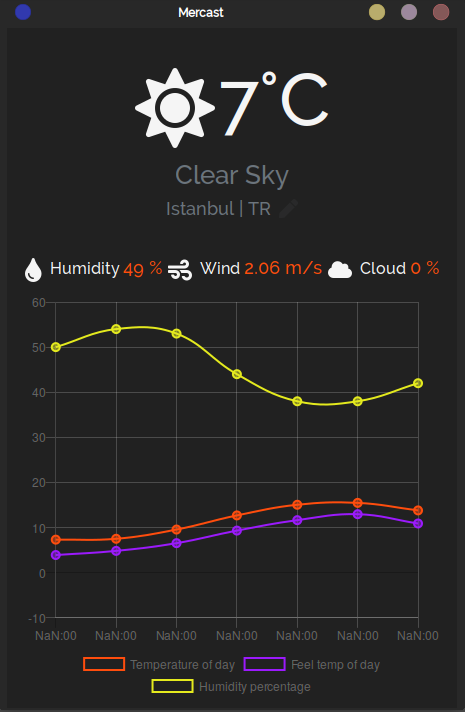 Mercast
7°C
Clear Sky
Istanbul | TR
Humidity 49 % Wind 2.06 m/s Cloud 0 %
60
50
40
30
20
10
0
-10
NaN:00 NaN:00 NaN:00 NaN:00 NaN:00 NaN:00 NaN:00
Temperature of day Feel temp of day
Humidity percentage